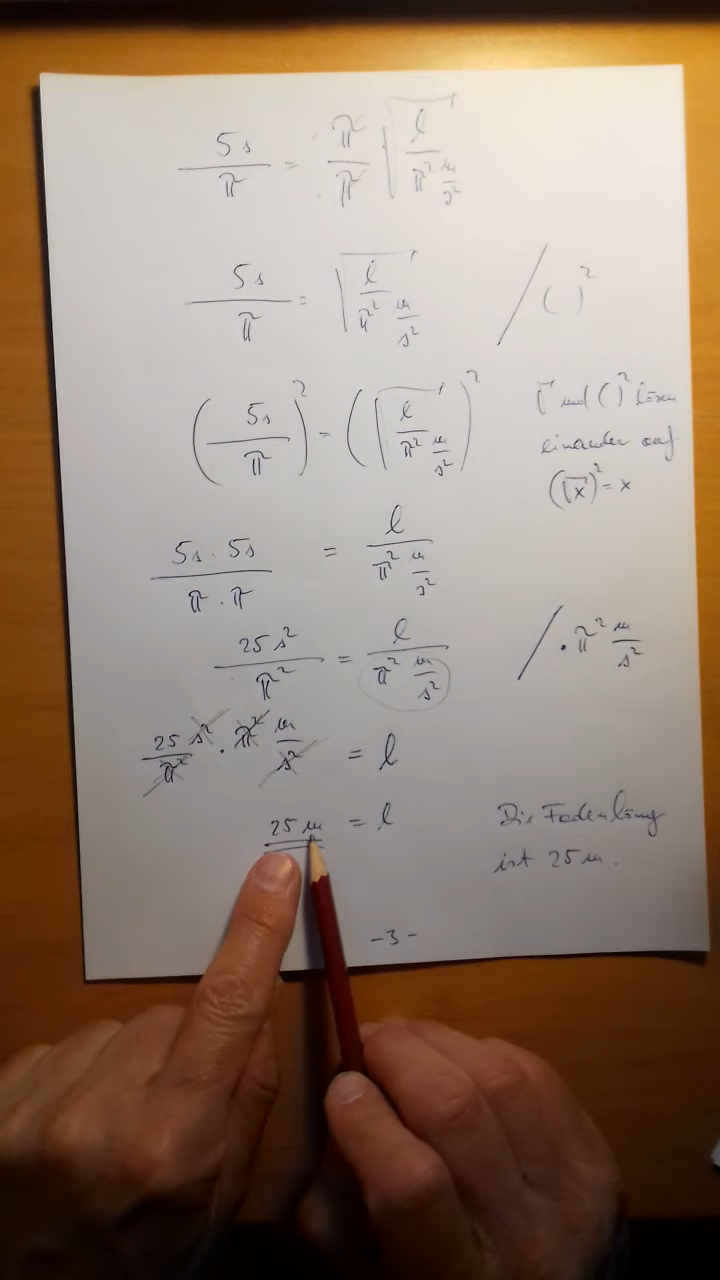 5s/π = π/π √(l/(π² m/s²))
5s/π = √(l/(π² m/s²)) / ( )²
(5s/π)² = (√(l/(π² m/s²)))² √ und ( )² lösen
einander auf
(√x)² = x
5s · 5s/π · π = l/(π² m/s²)
25 s²/π² = l/(π² m/s²) / · π² m/s²
25 s²/π² · π² m/s² = l
25 m = l Die Fadenläng
ist 25 m.
- 3 -